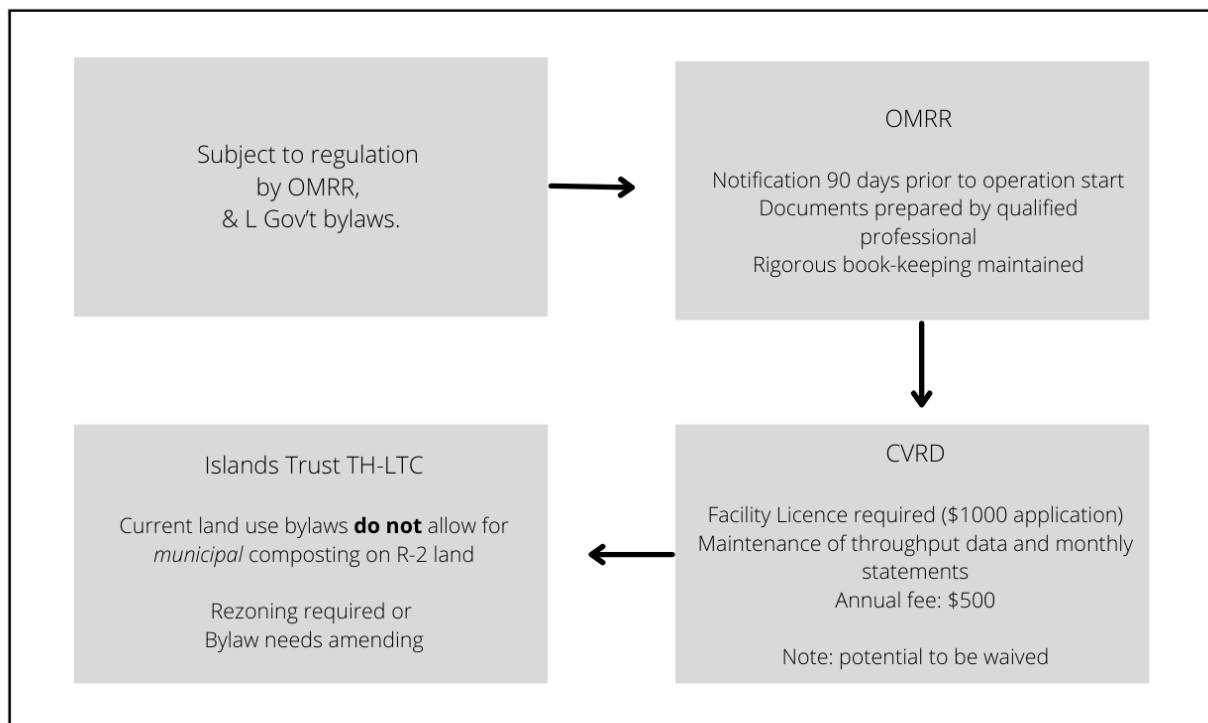 Subject to regulation
by OMRR,
& L Gov't bylaws.
OMRR
Notification 90 days prior to operation start
Documents prepared by qualified
professional
Rigorous book-keeping maintained
CVRD
Facility Licence required ($1000 application)
Maintenance of throughput data and monthly
statements
Annual fee: $500
Note: potential to be waived
Islands Trust TH-LTC
Current land use bylaws do not allow for
municipal composting on R-2 land
Rezoning required or
Bylaw needs amending